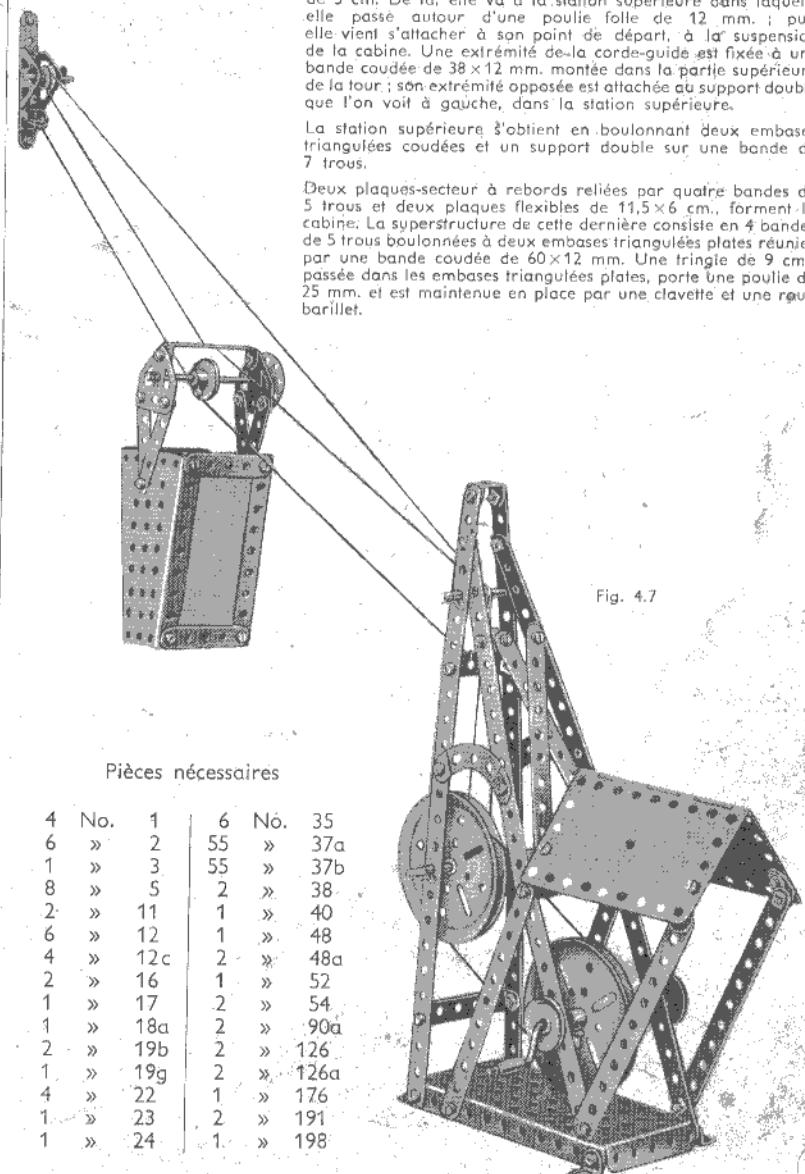 de 5 cm. De là, elle va à la station supérieure dans
elle passe autour d'une poulie folle de 12 mm. ;
elle vient s'attacher à son point de départ, à la
de la cabine. Une extrémité de la corde-guide est fixée à
bande coudée de 38 × 12 mm. montée dans la partie
de la tour ; son extrémité opposée est attachée au support
que l'on voit à gauche, dans la station supérieure.
La station supérieure s'obtient en boulonnant deux
triangulées coudées et un support double sur une bande
7 trous.
Deux plaques-secteur à rebords reliées par quatre bandes
5 trous et deux plaques flexibles de 11,5 × 6 cm., forment
cabine. La superstructure de cette dernière consiste en 4
de 5 trous boulonnées à deux embases triangulées plates
par une bande coudée de 60 × 12 mm. Une tringle de 9 cm
passée dans les embases triangulées plates, porte une poulie
25 mm. et est maintenue en place par une clavette et une
barillet.
Fig. 4.7
Pièces nécessaires
4 No. 1 6 No. 35
6 » 2 55 » 37a
1 » 3 55 » 37b
8 » 5 2 » 38
2 » 11 1 » 40
6 » 12 1 » 48
4 » 12c 2 » 48a
2 » 16 1 » 52
1 » 17 2 » 54
1 » 18a 2 » 90a
2 » 19b 2 » 126
1 » 19g 2 » 126a
4 » 22 1 » 176
1 » 23 2 » 191
1 » 24 1 » 198